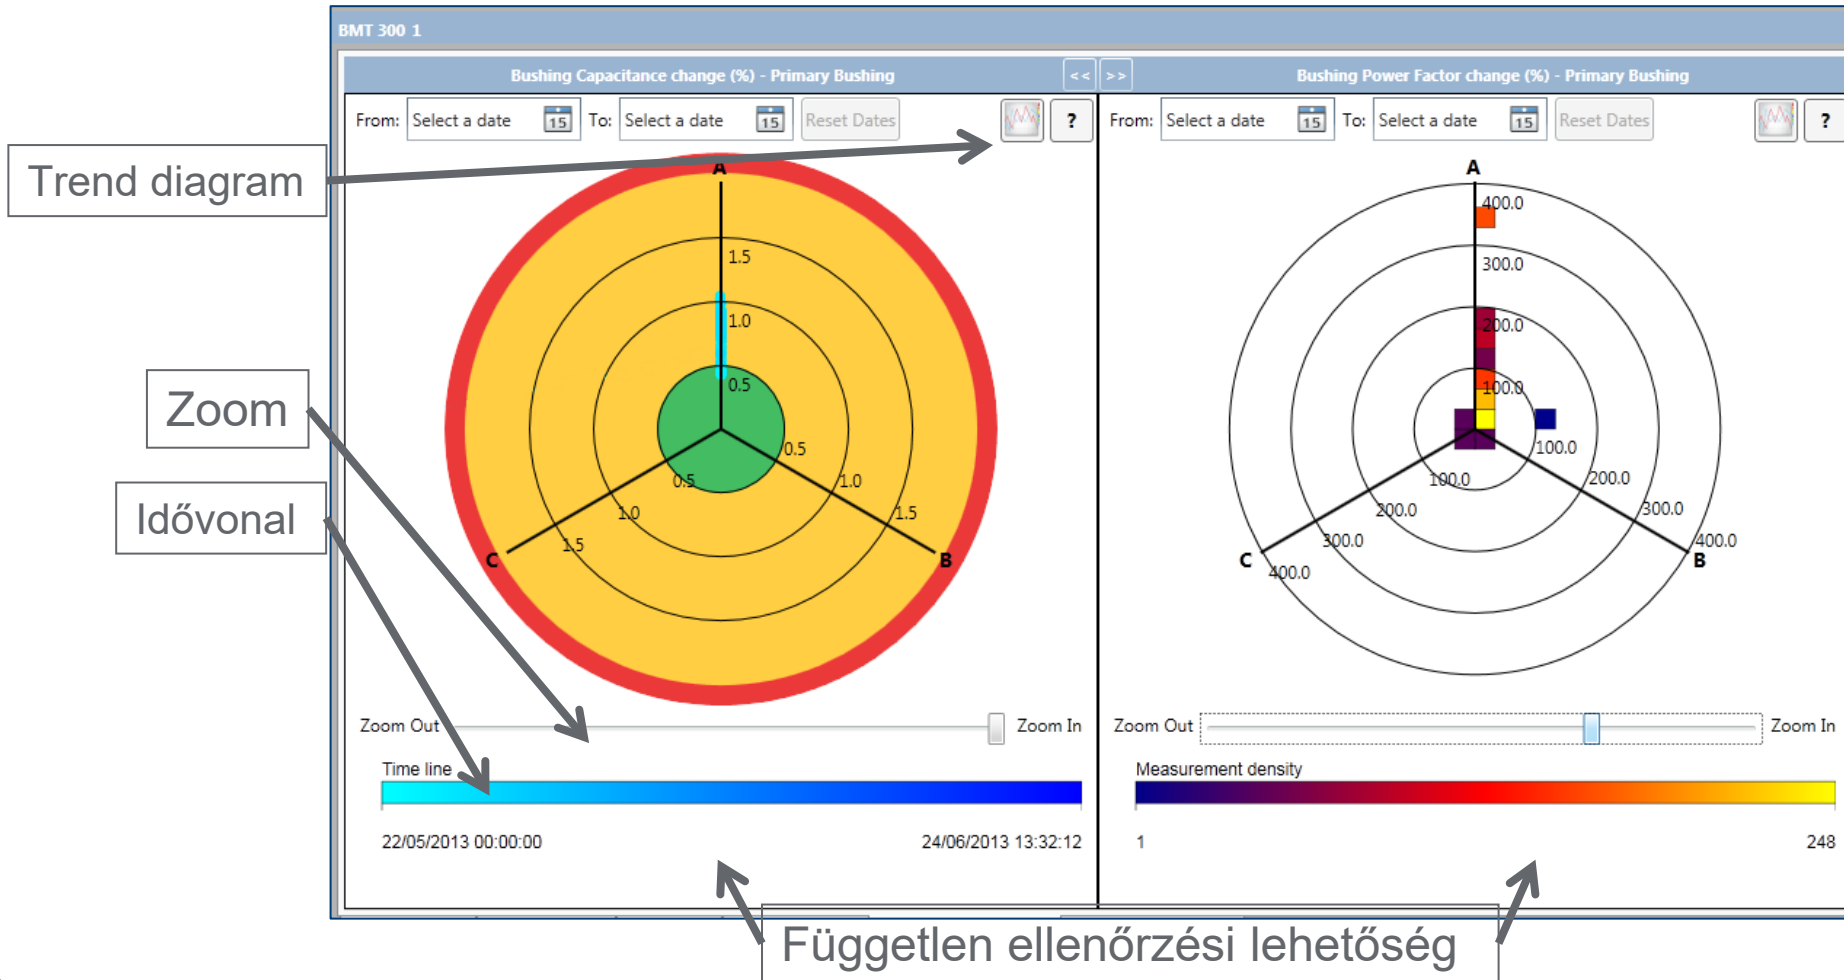 BMT 300 1
Bushing Capacitance change (%) - Primary Bushing
<< >>
Bushing Power Factor change (%) - Primary Bushing
From: Select a date 15 To: Select a date 15 Reset Dates ?
From: Select a date 15 To: Select a date 15 Reset Dates ?
Trend diagram
Zoom
Idővonal
A
1.5
1.0
0.5
0.5
1.0
1.5
B
0.5
1.0
1.5
C
A
400.0
300.0
200.0
100.0
100.0
200.0
300.0
400.0
B
100.0
200.0
300.0
400.0
C
Zoom Out Zoom In
Zoom Out Zoom In
Time line
22/05/2013 00:00:00 24/06/2013 13:32:12
Measurement density
1 248
Független ellenőrzési lehetőség